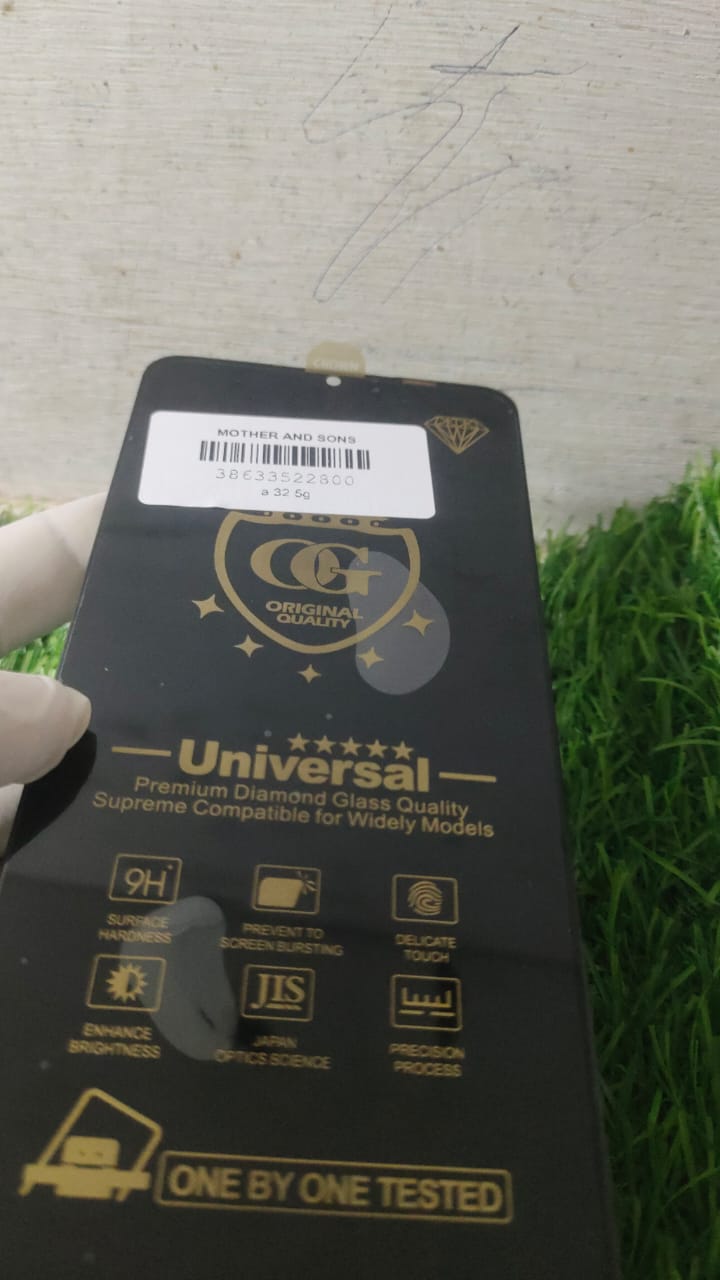 MOTHER AND SONS
38633522800
a 32 5g
OG
ORIGINAL
QUALITY
Universal
Premium Diamond Glass Quality
Supreme Compatible for Widely Models
9H
SURFACE
HARDNESS
PREVENT TO
SCREEN BURSTING
DELICATE
TOUCH
ENHANCE
BRIGHTNESS
JIS
JAPAN
OPTICS SCIENCE
PRECISION
PROCESS
ONE BY ONE TESTED